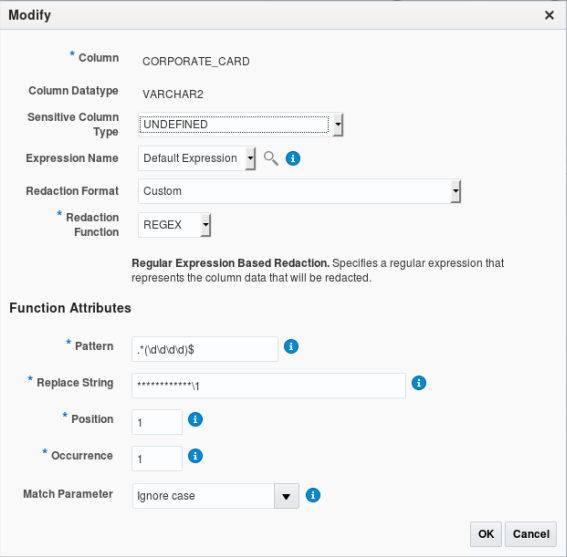 Modify
* Column CORPORATE_CARD
Column Datatype VARCHAR2
Sensitive Column
Type UNDEFINED
Expression Name Default Expression
Redaction Format Custom
* Redaction
Function REGEX
Regular Expression Based Redaction. Specifies a regular expression that
represents the column data that will be redacted.
Function Attributes
* Pattern .*(\d\d\d\d)$
* Replace String ************\1
* Position 1
* Occurrence 1
Match Parameter Ignore case
OK Cancel